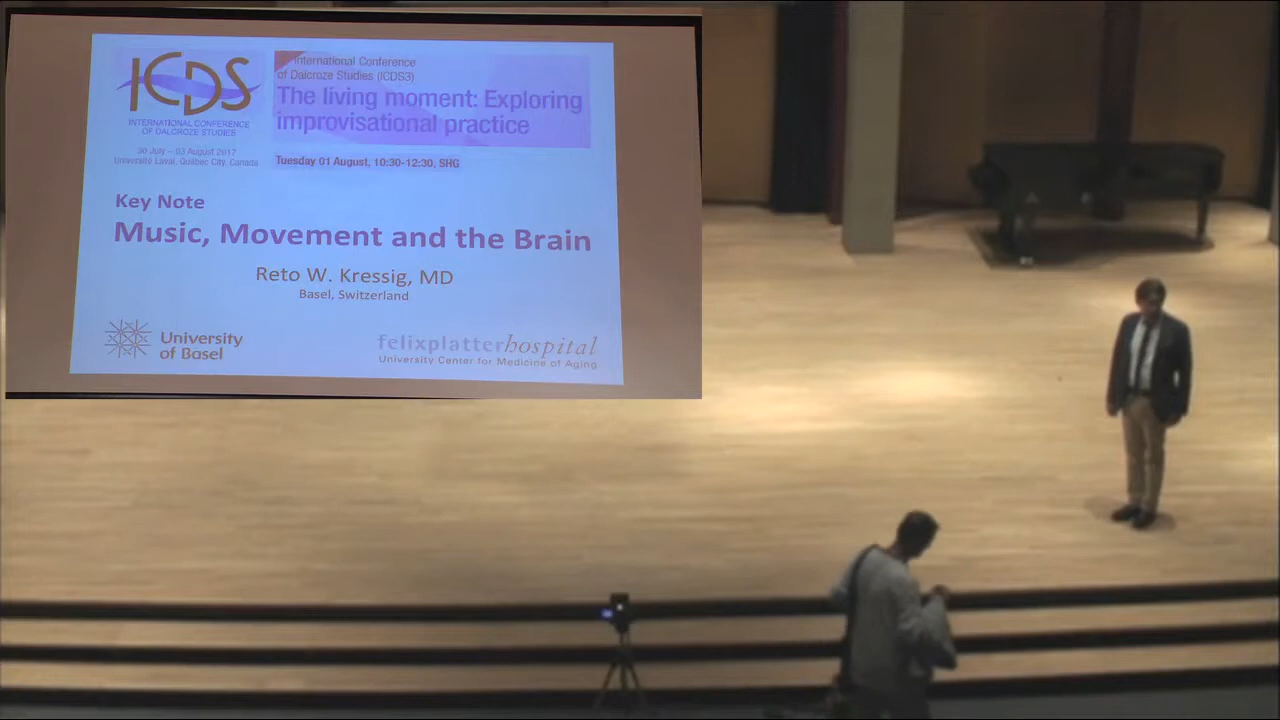 ICDS
INTERNATIONAL CONFERENCE
OF DALCROZE STUDIES
30 July – 03 August 2017
Université Laval, Québec City, Canada
International Conference
of Dalcroze Studies (ICDS3)
The living moment: Exploring
improvisational practice
Tuesday 01 August, 10:30-12:30, SHG
Key Note
Music, Movement and the Brain
Reto W. Kressig, MD
Basel, Switzerland
University
of Basel
felixplatterhospital
University Center for Medicine of Aging